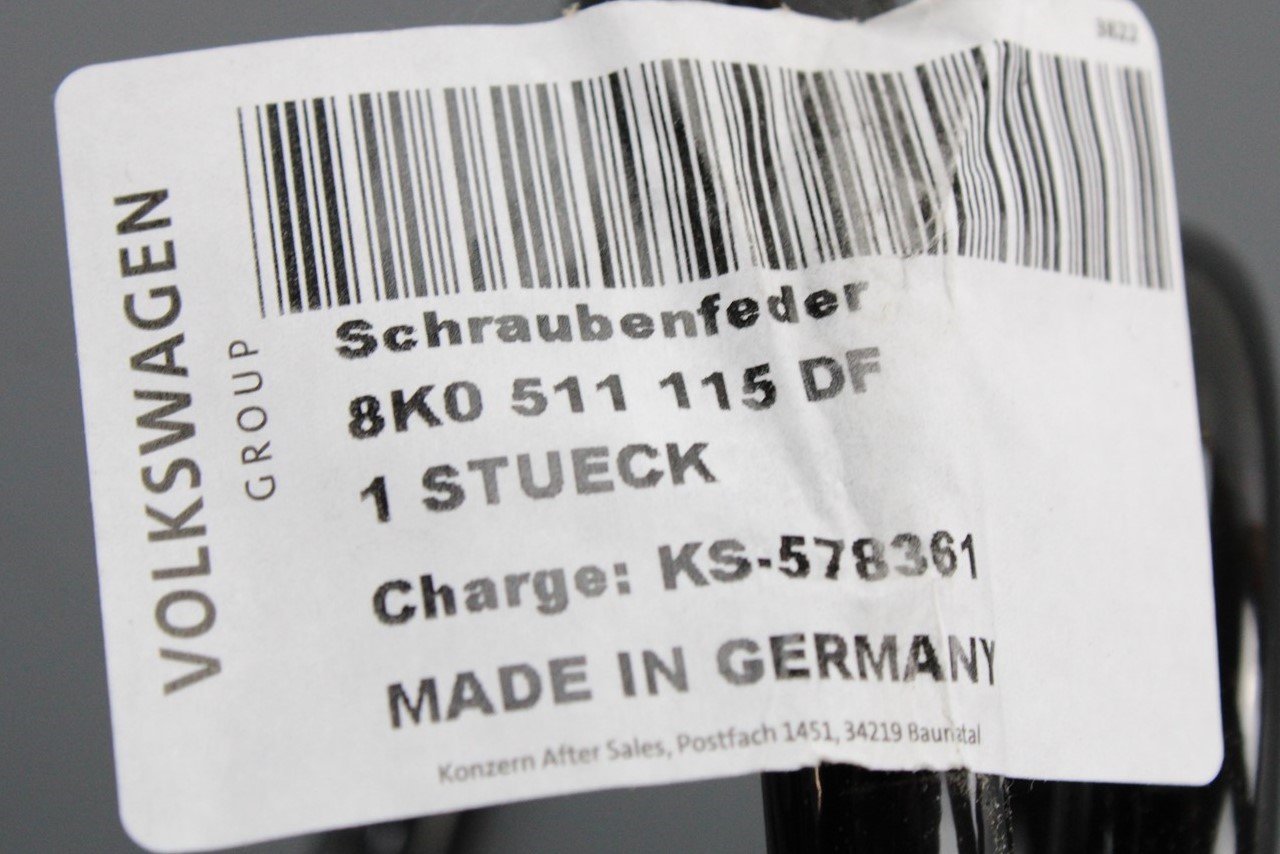 3822
VOLKSWAGEN
GROUP
Schraubenfeder
8K0 511 115 DF
1 STUECK
Charge: KS-578361
MADE IN GERMANY
Konzern After Sales, Postfach 1451, 34219 Baunatal